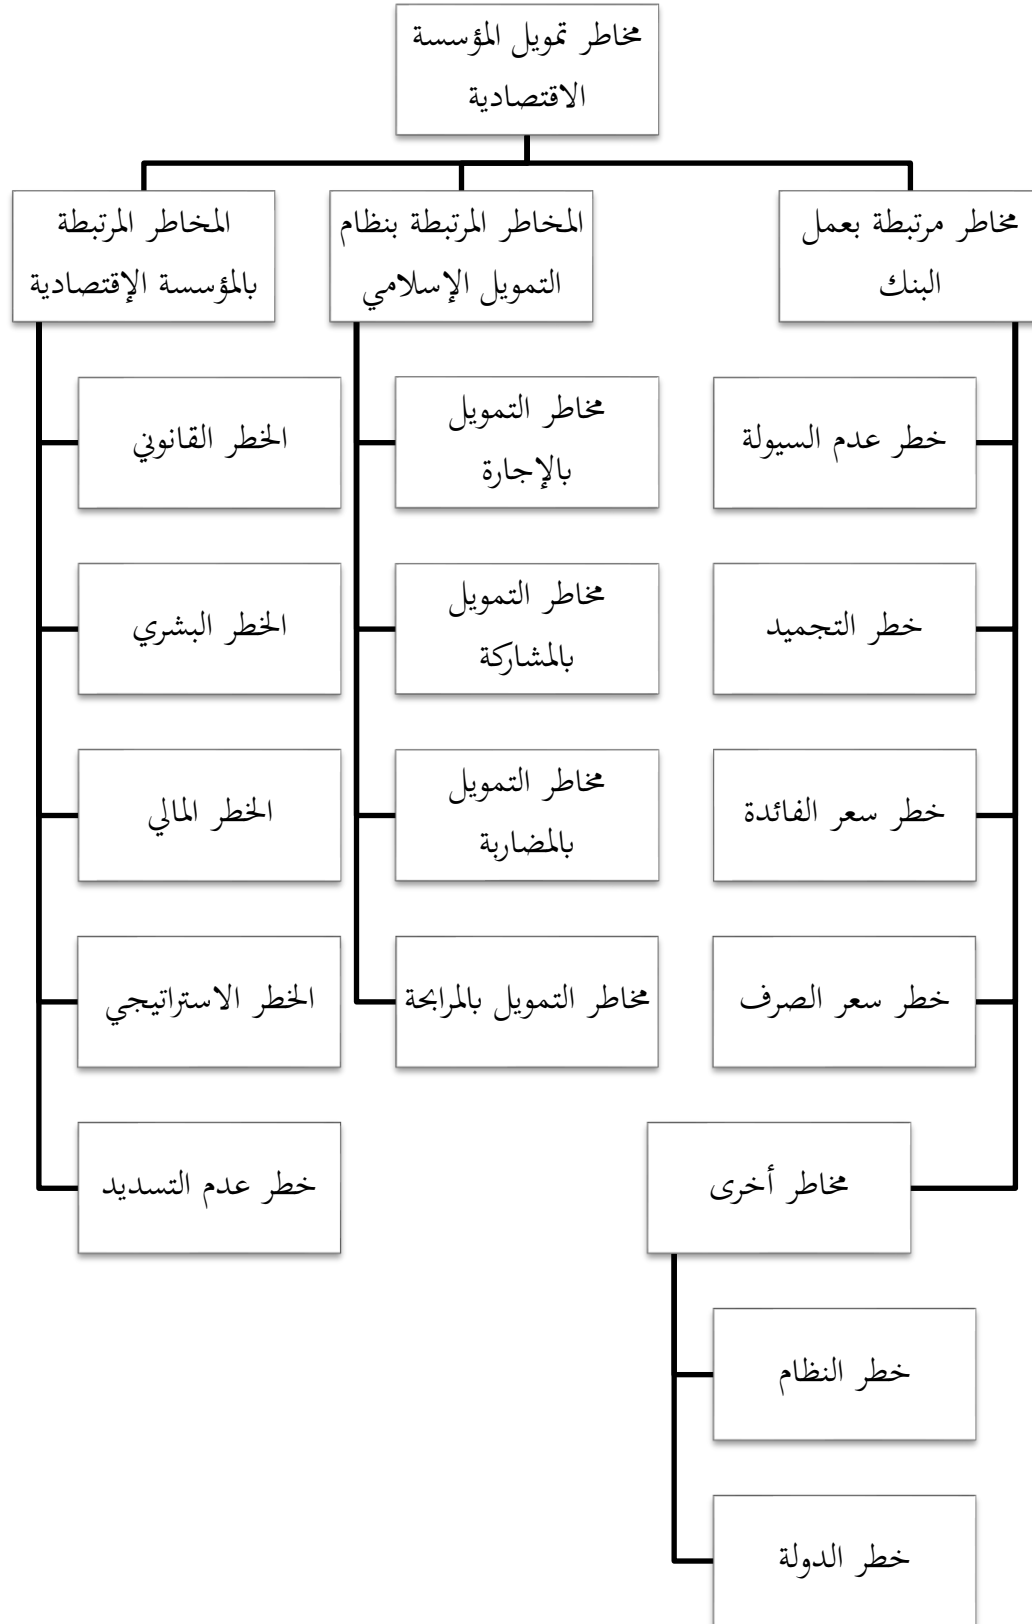 مخاطر تمويل المؤسسة
الاقتصادية
مخاطر مرتبطة بعمل
البنك
خطر عدم السيولة
خطر التجميد
خطر سعر الفائدة
خطر سعر الصرف
مخاطر أخرى
خطر النظام
خطر الدولة
المخاطر المرتبطة بنظام
التمويل الإسلامي
مخاطر التمويل
بالإجارة
مخاطر التمويل
بالمشاركة
مخاطر التمويل
بالمضاربة
مخاطر التمويل بالمرابحة
المخاطر المرتبطة
بالمؤسسة الإقتصادية
الخطر القانوني
الخطر البشري
الخطر المالي
الخطر الاستراتيجي
خطر عدم التسديد